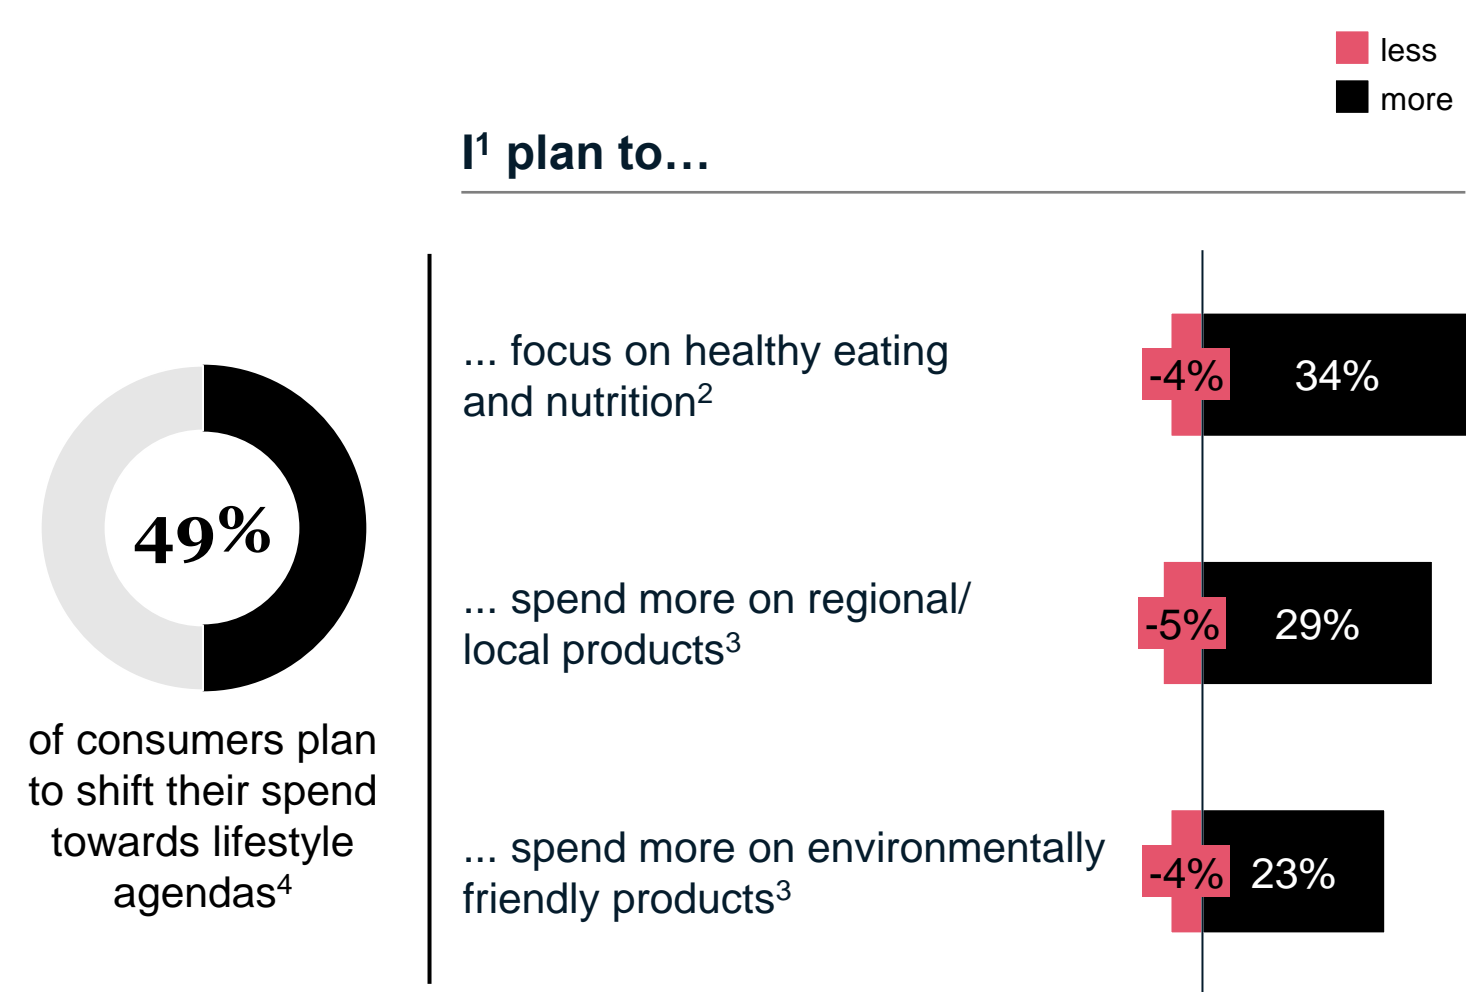 less
more
I¹ plan to…
49%
of consumers plan
to shift their spend
towards lifestyle
agendas⁴
... focus on healthy eating
and nutrition²
-4% 34%
... spend more on regional/
local products³
-5% 29%
... spend more on environmentally
friendly products³
-4% 23%